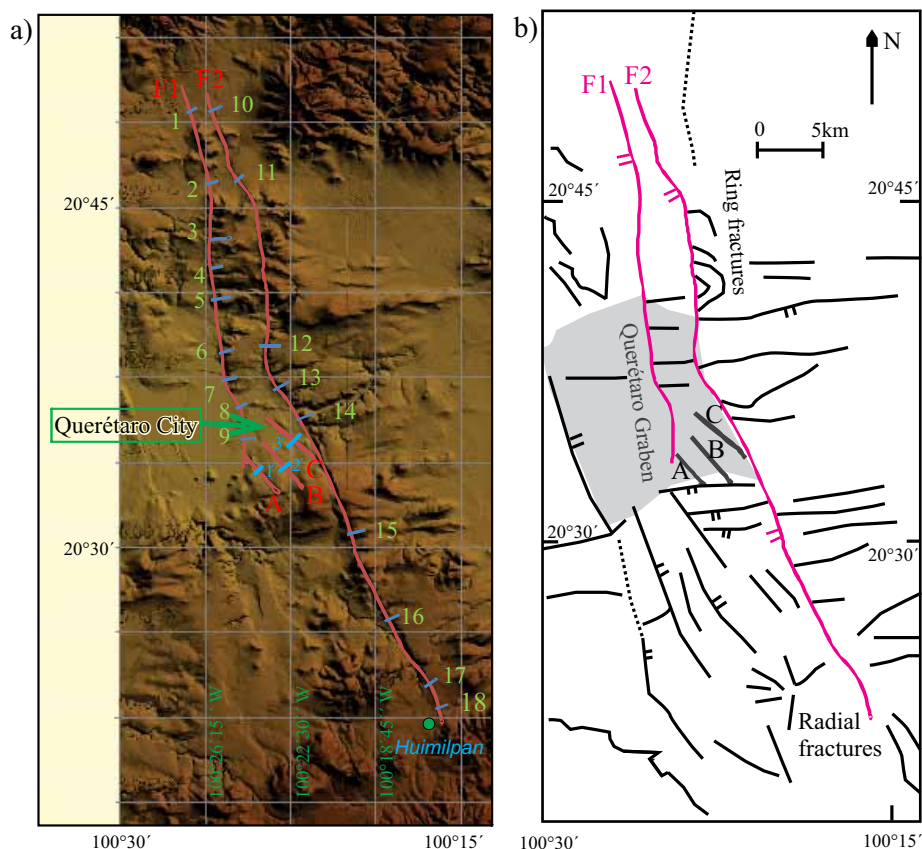 a)
F1
F2
10
1
11
2
20°45´
3
4
5
12
6
7
13
8
14
Querétaro City
9
3'
1'
2'
C
A
B
15
20°30´
16
17
18
Huimilpan
100°26´15´´ W
100°22´30´´ W
100°18´45´´ W
100°30´
100°15´
b)
N
F1
F2
0
5km
20°45´
20°45´
Ring fractures
Querétaro Graben
C
B
A
20°30´
20°30´
Radial
fractures
100°30´
100°15´